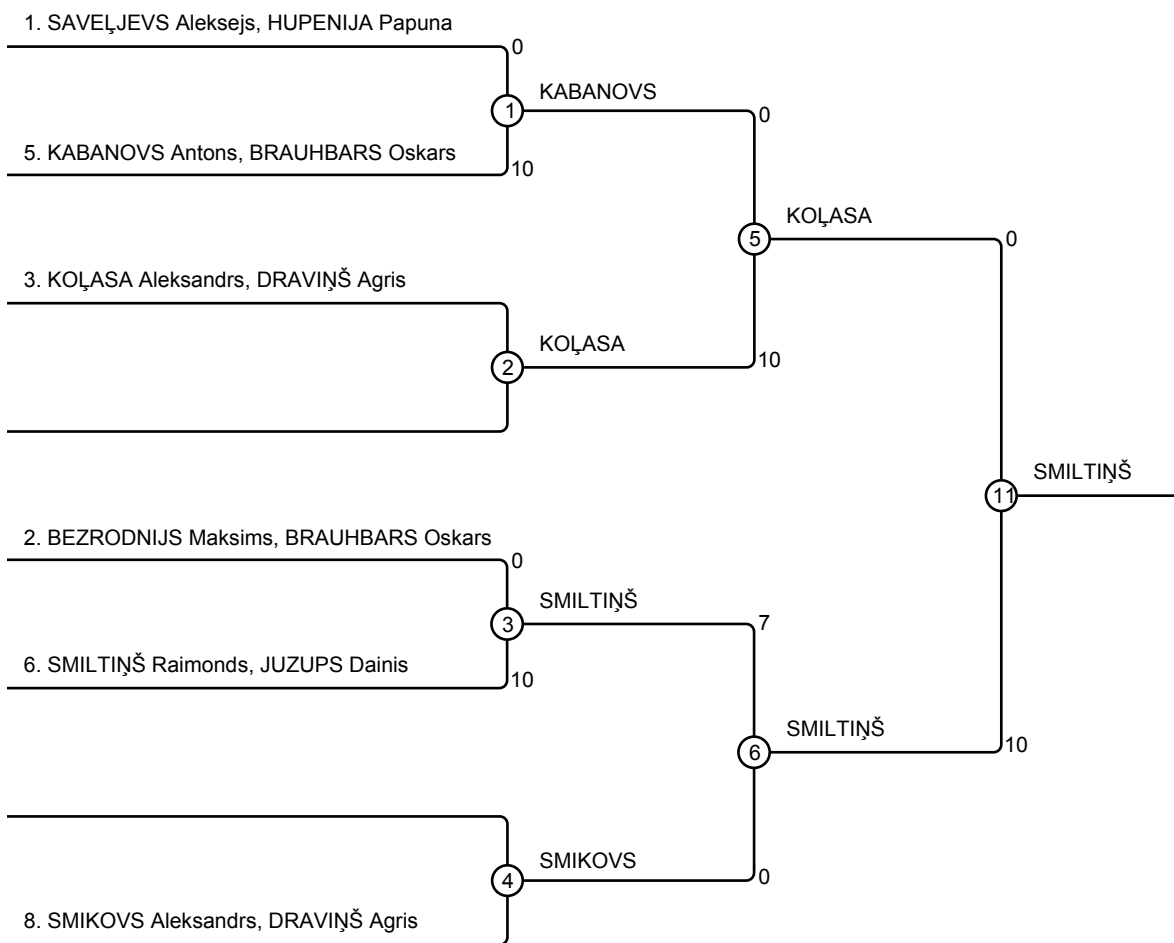 1. SAVEĻJEVS Aleksejs, HUPENIJA Papuna
0
1
KABANOVS
0
5. KABANOVS Antons, BRAUHBARS Oskars
10
5
KOĻASA
0
3. KOĻASA Aleksandrs, DRAVIŅŠ Agris
2
KOĻASA
10
11
SMILTIŅŠ
2. BEZRODNIJS Maksims, BRAUHBARS Oskars
0
3
SMILTIŅŠ
7
6. SMILTIŅŠ Raimonds, JUZUPS Dainis
10
6
SMILTIŅŠ
10
4
SMIKOVS
0
8. SMIKOVS Aleksandrs, DRAVIŅŠ Agris